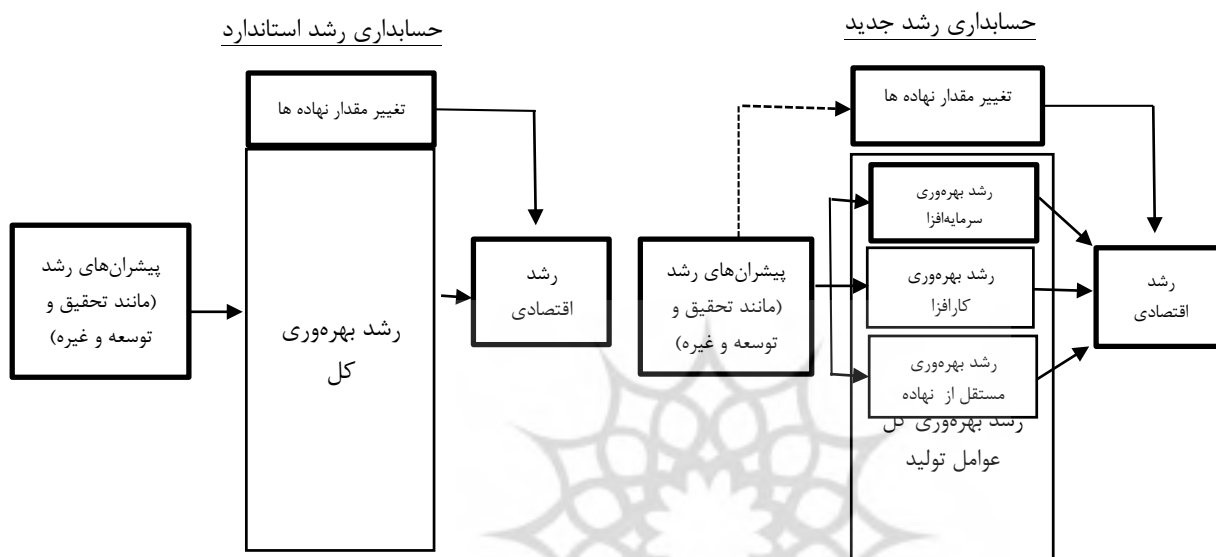 حسابداری رشد جدید
تغییر مقدار نهاده ها
رشد بهره‌وری
سرمایه‌افزا
رشد بهره‌وری
کارافزا
رشد بهره‌وری
مستقل از نهاده
رشد بهره‌وری کل
عوامل تولید
رشد
اقتصادی
پیشران‌های رشد
(مانند تحقیق و
توسعه و غیره)
حسابداری رشد استاندارد
تغییر مقدار نهاده ها
رشد بهره‌وری
کل
رشد
اقتصادی
پیشران‌های رشد
(مانند تحقیق و
توسعه و غیره)